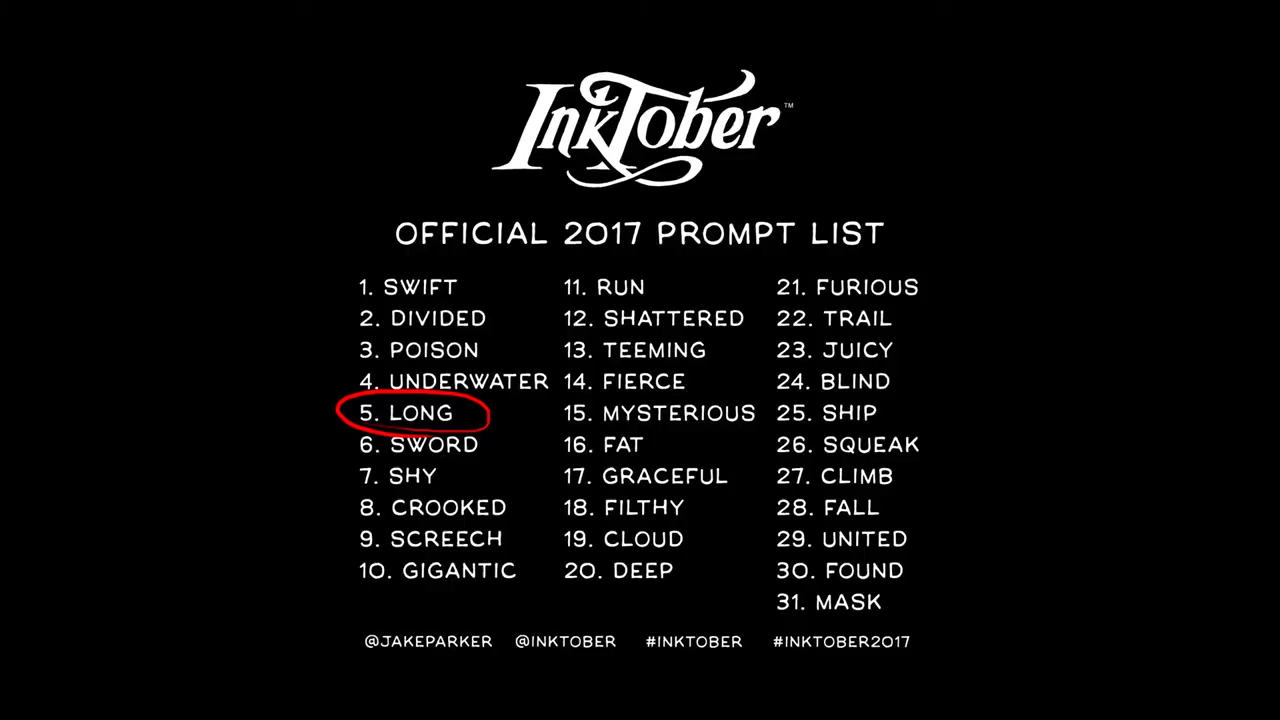 InkTober™
OFFICIAL 2017 PROMPT LIST
1. SWIFT
2. DIVIDED
3. POISON
4. UNDERWATER
5. LONG
6. SWORD
7. SHY
8. CROOKED
9. SCREECH
10. GIGANTIC
11. RUN
12. SHATTERED
13. TEEMING
14. FIERCE
15. MYSTERIOUS
16. FAT
17. GRACEFUL
18. FILTHY
19. CLOUD
20. DEEP
21. FURIOUS
22. TRAIL
23. JUICY
24. BLIND
25. SHIP
26. SQUEAK
27. CLIMB
28. FALL
29. UNITED
30. FOUND
31. MASK
@JAKEPARKER @INKTOBER #INKTOBER #INKTOBER2017